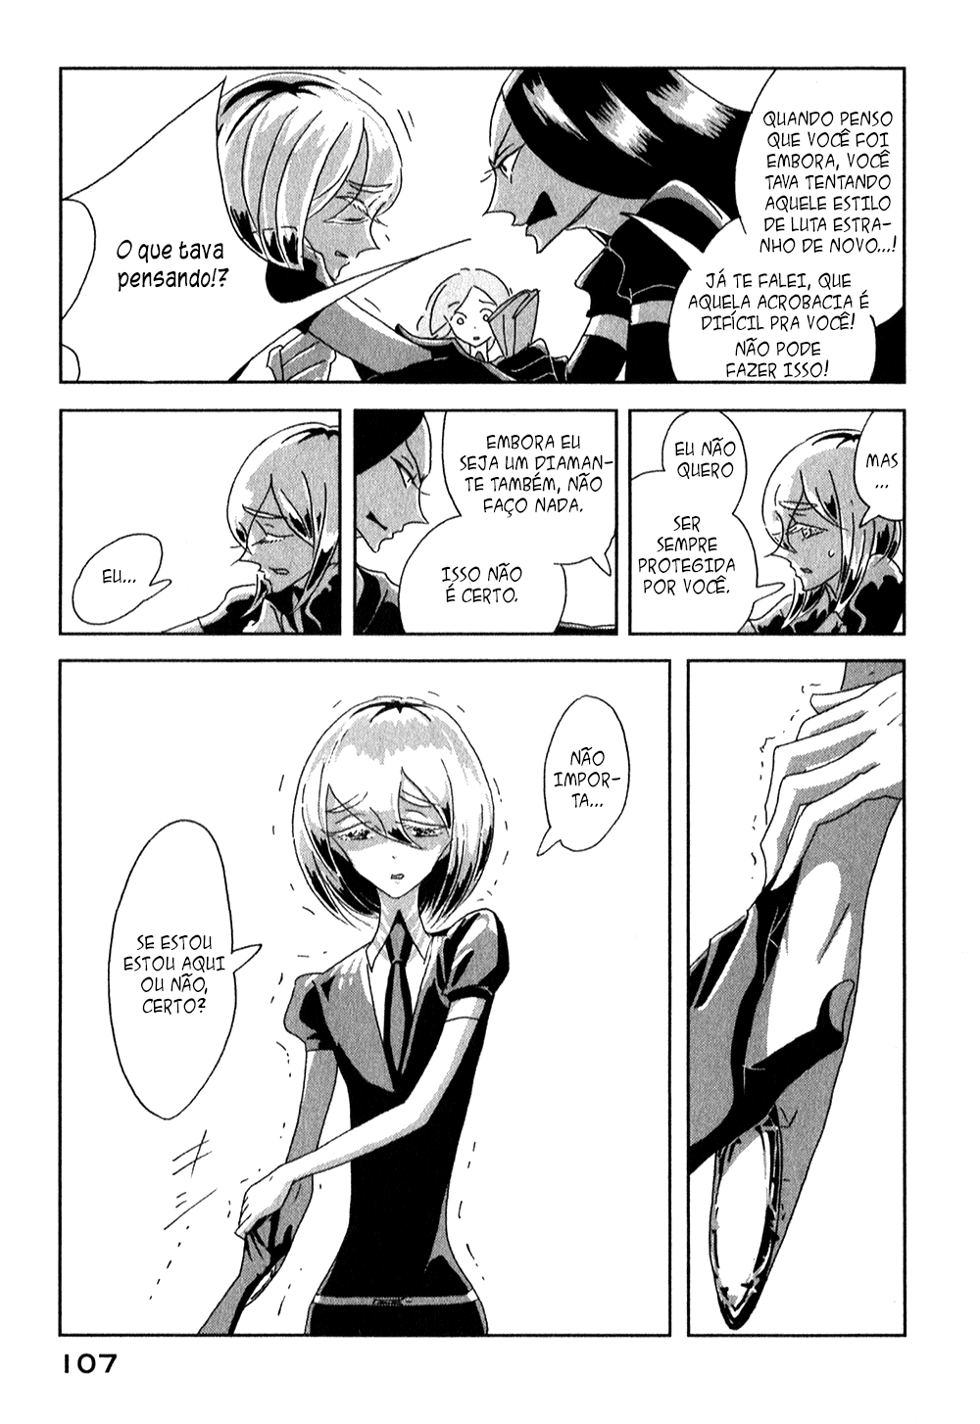 QUANDO PENSO
QUE VOCÊ FOI
EMBORA, VOCÊ
TAVA TENTANDO
AQUELE ESTILO
DE LUTA ESTRA-
NHO DE NOVO...!
JÁ TE FALEI, QUE
AQUELA ACROBACIA É
DIFÍCIL PRA VOCÊ!
NÃO PODE
FAZER ISSO!
O que tava
pensando!?
MAS
...
EU NÃO
QUERO
SER
SEMPRE
PROTEGIDA
POR VOCÊ.
EMBORA EU
SEJA UM DIAMAN-
TE TAMBÉM, NÃO
FAÇO NADA.
ISSO NÃO
É CERTO.
EU...
NÃO
IMPOR-
TA...
SE ESTOU
ESTOU AQUI
OU NÃO,
CERTO?
107